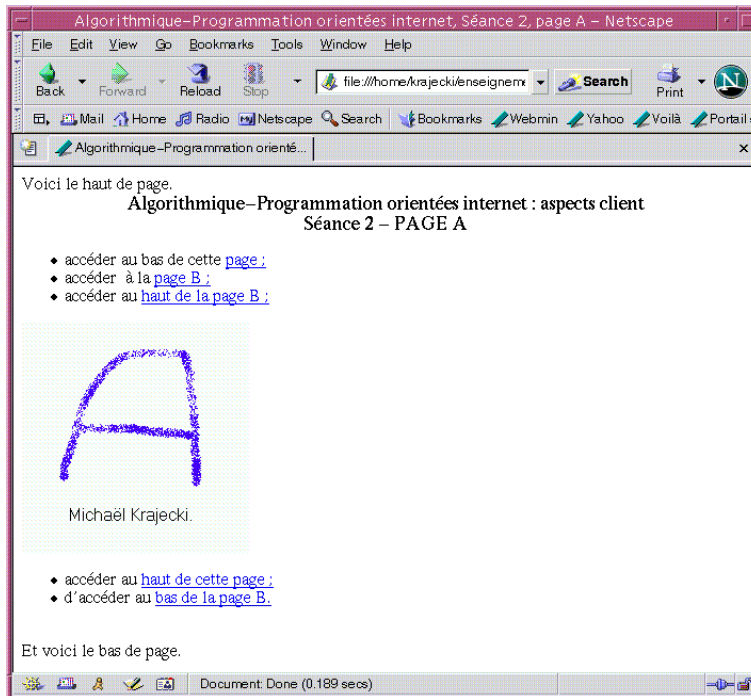 Algorithmique-Programmation orientées internet, Séance 2, page A - Netscape
File Edit View Go Bookmarks Tools Window Help
Back Forward Reload Stop file:///home/krajecki/enseigneme Search Print N
Mail Home Radio Netscape Search Bookmarks Webmin Yahoo Voilà Portail
Algorithmique-Programmation orienté...
Voici le haut de page.
Algorithmique-Programmation orientées internet : aspects client
Séance 2 - PAGE A
accéder au bas de cette page ;
accéder à la page B ;
accéder au haut de la page B ;
A
Michaël Krajecki.
accéder au haut de cette page ;
d'accéder au bas de la page B.
Et voici le bas de page.
Document: Done (0.189 secs)